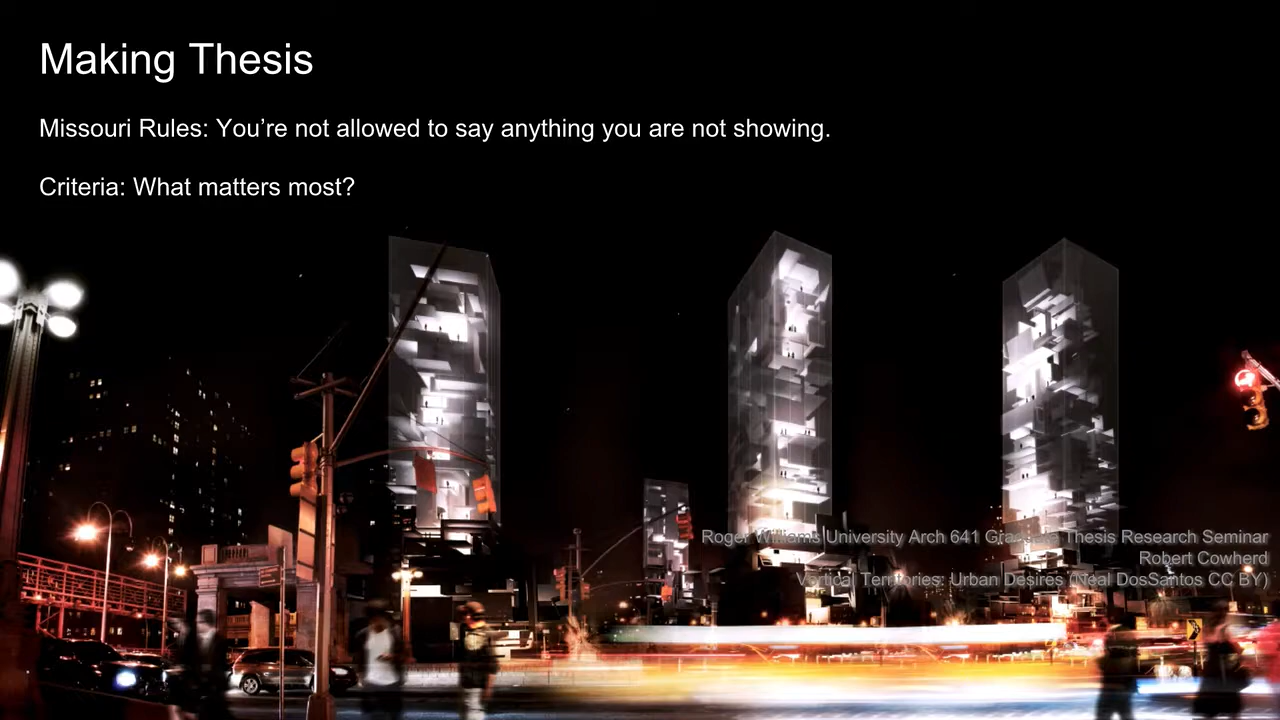 Making Thesis
Missouri Rules: You’re not allowed to say anything you are not showing.
Criteria: What matters most?
Roger Williams University Arch 641 Graduate Thesis Research Seminar
Robert Cowherd
Vertical Territories: Urban Desires (Neal DosSantos CC BY)